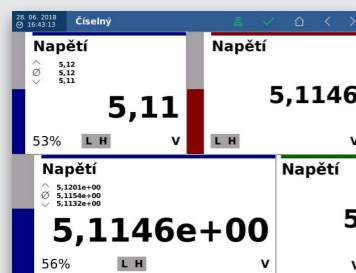 28. 06. 2018
16:43:13
Číselný
Napětí
5,12
5,12
5,11
5,11
53%
L H
V
Napětí
5,1146
L H
V
Napětí
5,1201e+00
5,1154e+00
5,1132e+00
5,1146e+00
56%
L H
V
Napětí
5
V